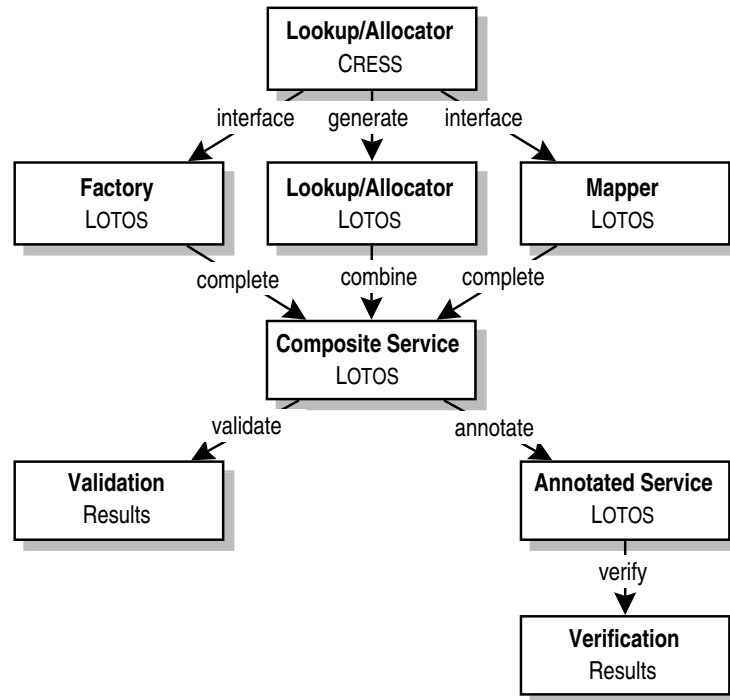 Lookup/Allocator
CRESS
interface generate interface
Factory
LOTOS
Lookup/Allocator
LOTOS
Mapper
LOTOS
complete combine complete
Composite Service
LOTOS
validate annotate
Validation
Results
Annotated Service
LOTOS
verify
Verification
Results